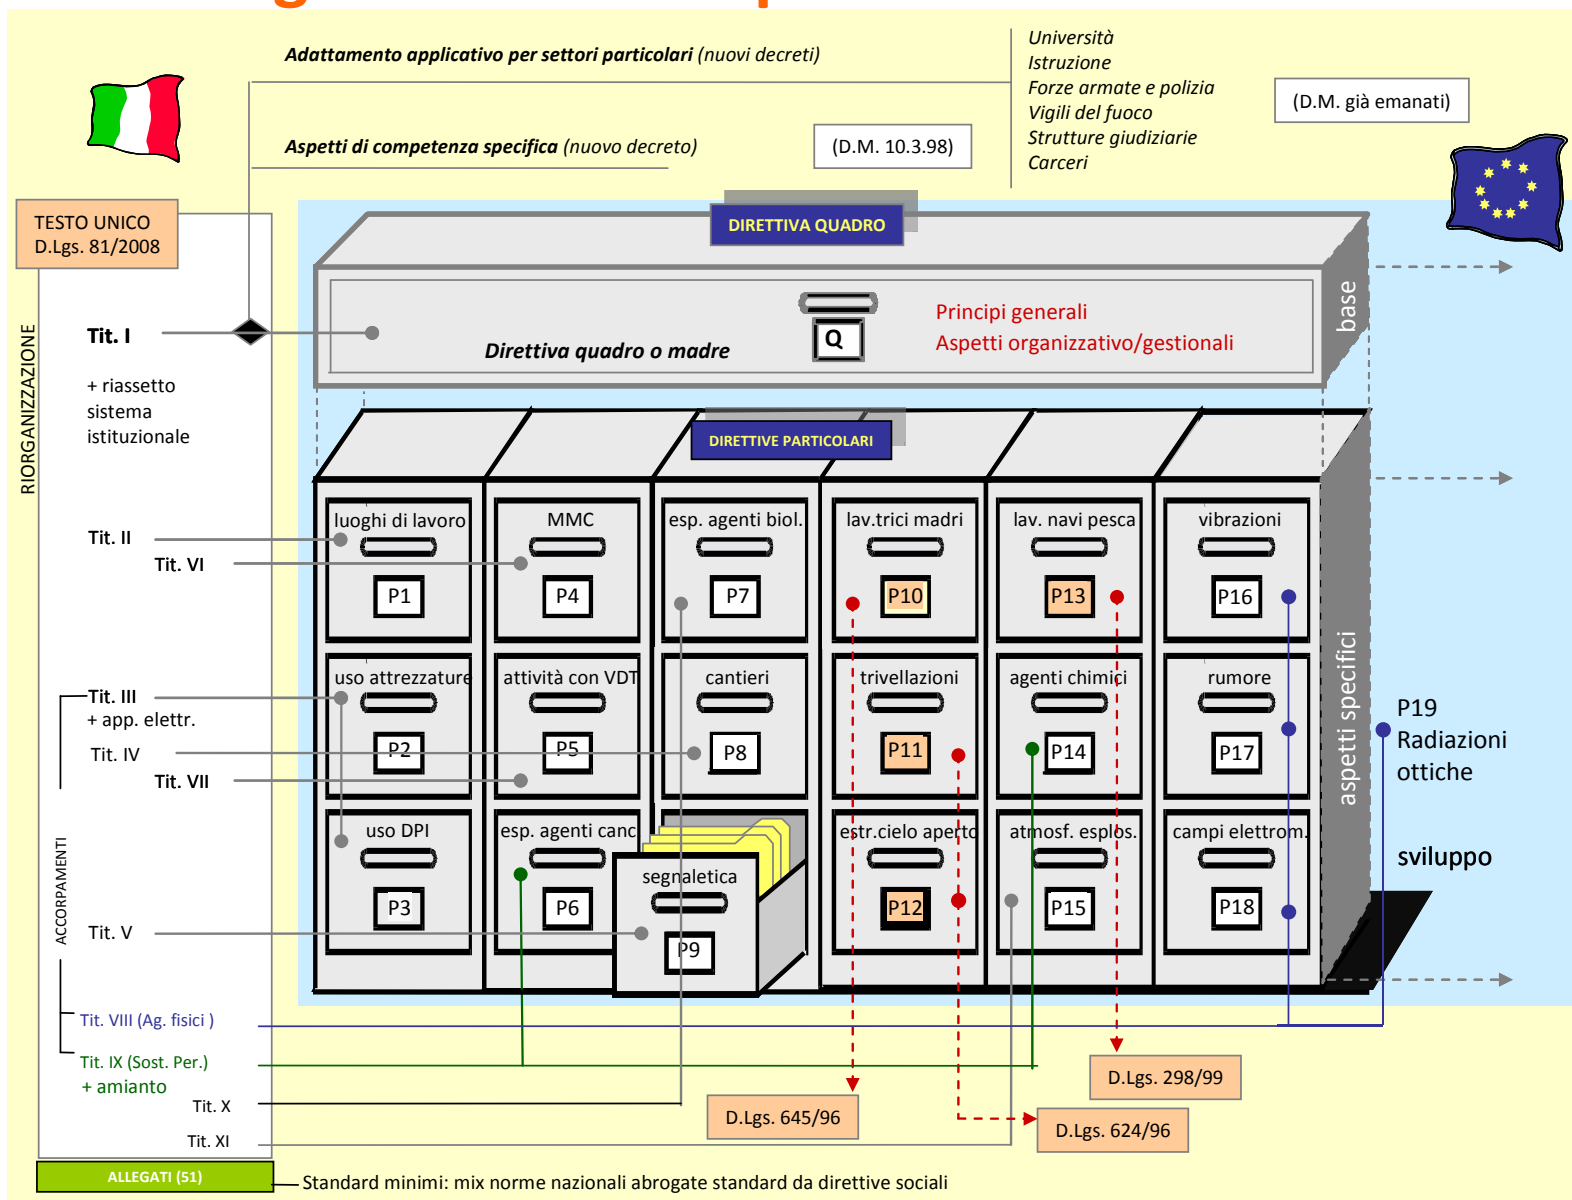 Adattamento applicativo per settori particolari (nuovi decreti)
Università
Istruzione
Forze armate e polizia
Vigili del fuoco
Strutture giudiziarie
Carceri
(D.M. già emanati)
Aspetti di competenza specifica (nuovo decreto)
(D.M. 10.3.98)
TESTO UNICO
D.Lgs. 81/2008
DIRETTIVA QUADRO
RIORGANIZZAZIONE
Tit. I
+ riassetto
sistema
istituzionale
Direttiva quadro o madre
Q
Principi generali
Aspetti organizzativo/gestionali
base
DIRETTIVE PARTICOLARI
Tit. II
Tit. VI
luoghi di lavoro
P1
MMC
P4
esp. agenti biol.
P7
lav.trici madri
P10
lav. navi pesca
P13
vibrazioni
P16
Tit. III
+ app. elettr.
Tit. IV
Tit. VII
uso attrezzature
P2
attività con VDT
P5
cantieri
P8
trivellazioni
P11
agenti chimici
P14
rumore
P17
aspetti specifici
P19
Radiazioni
ottiche
sviluppo
ACCORPAMENTI
Tit. V
uso DPI
P3
esp. agenti canc.
P6
segnaletica
P9
estr.cielo aperto
P12
atmosf. esplos.
P15
campi elettrom.
P18
Tit. VIII (Ag. fisici )
Tit. IX (Sost. Per.)
+ amianto
Tit. X
Tit. XI
D.Lgs. 645/96
D.Lgs. 298/99
D.Lgs. 624/96
ALLEGATI (51)
Standard minimi: mix norme nazionali abrogate standard da direttive sociali